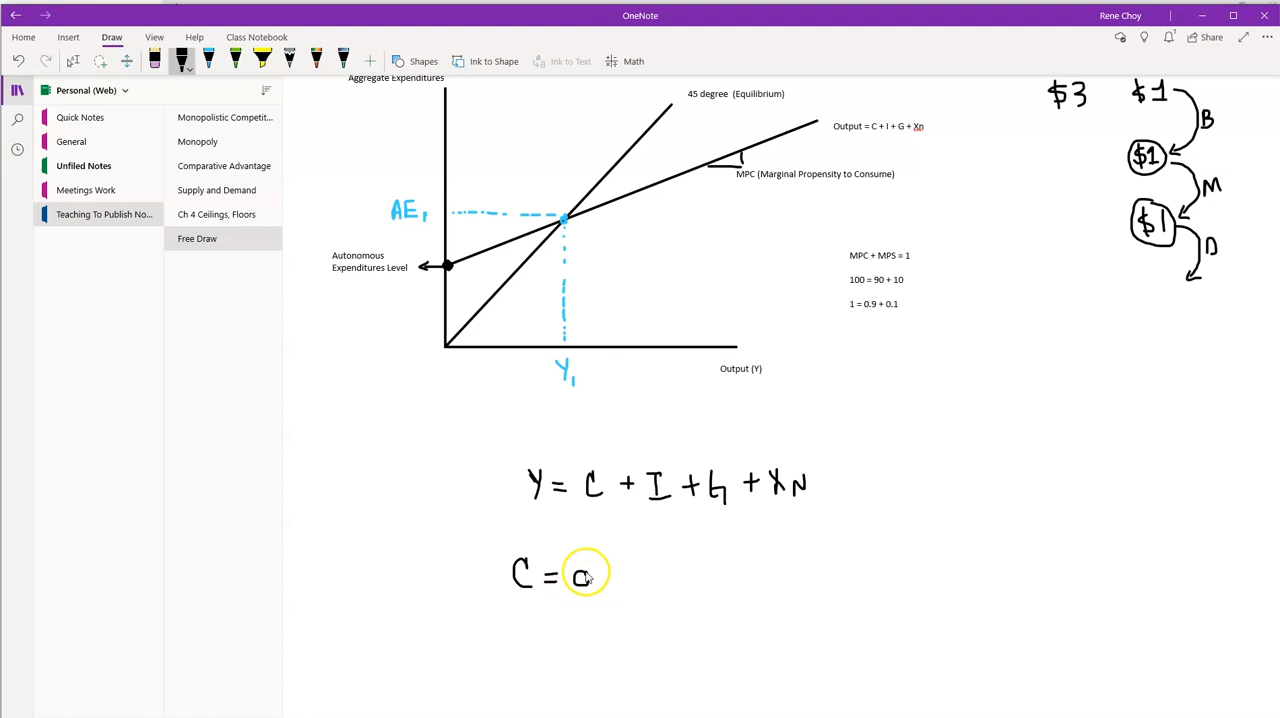 OneNote
Rene Choy
Home Insert Draw View Help Class Notebook
Share
Shapes Ink to Shape Ink to Text Math
Personal (Web)
Quick Notes
General
Unfiled Notes
Meetings Work
Teaching To Publish No...
Monopolistic Competit...
Monopoly
Comparative Advantage
Supply and Demand
Ch 4 Ceilings, Floors
Free Draw
Aggregate Expenditures
45 degree (Equilibrium)
Output = C + I + G + Xn
MPC (Marginal Propensity to Consume)
AE1
Autonomous
Expenditures Level
MPC + MPS = 1
100 = 90 + 10
1 = 0.9 + 0.1
Output (Y)
Y1
$3 $1
B
$1
M
$1
D
Y = C + I + G + XN
C = a